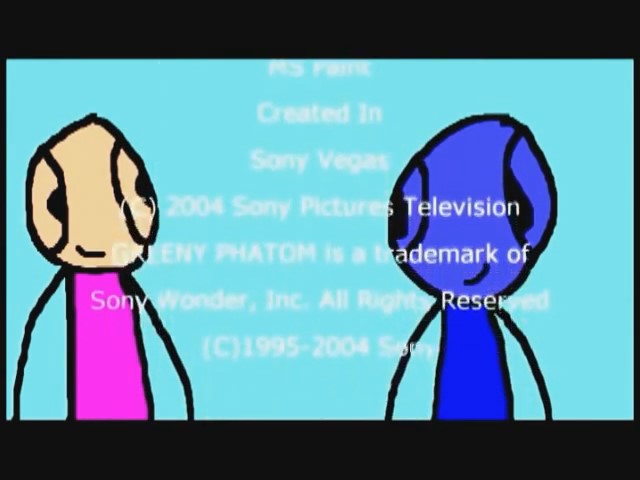 MS Paint
Created In
Sony Vegas
(C) 2004 Sony Pictures Television
GREENY PHATOM is a trademark of
Sony Wonder, Inc. All Rights Reserved
(C)1995-2004 Sony